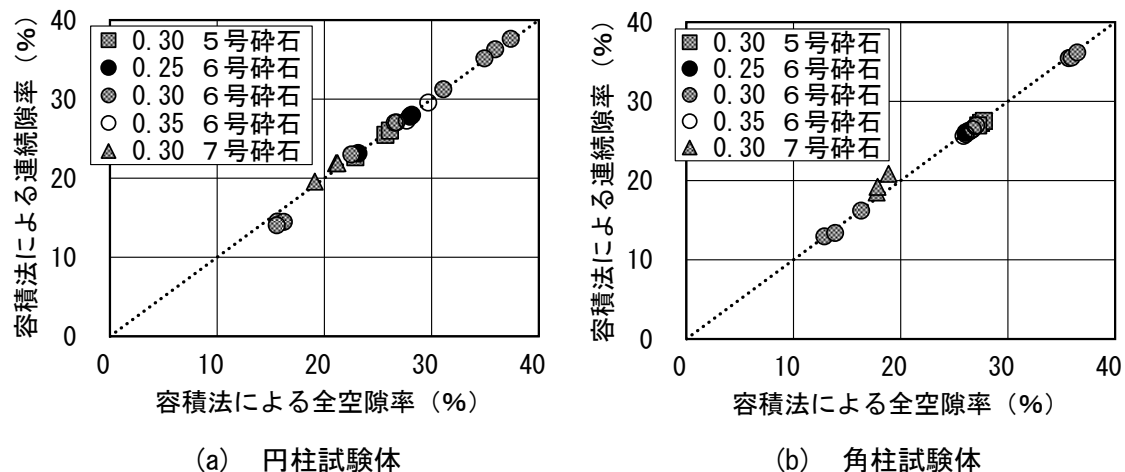 容積法による連続隙率（%）
40
30
20
10
0
0.30 ５号砕石
0.25 ６号砕石
0.30 ６号砕石
0.35 ６号砕石
0.30 ７号砕石
0 10 20 30 40
容積法による全空隙率（%）
(a) 円柱試験体
容積法による連続隙率（%）
40
30
20
10
0
0.30 ５号砕石
0.25 ６号砕石
0.30 ６号砕石
0.35 ６号砕石
0.30 ７号砕石
0 10 20 30 40
容積法による全空隙率（%）
(b) 角柱試験体